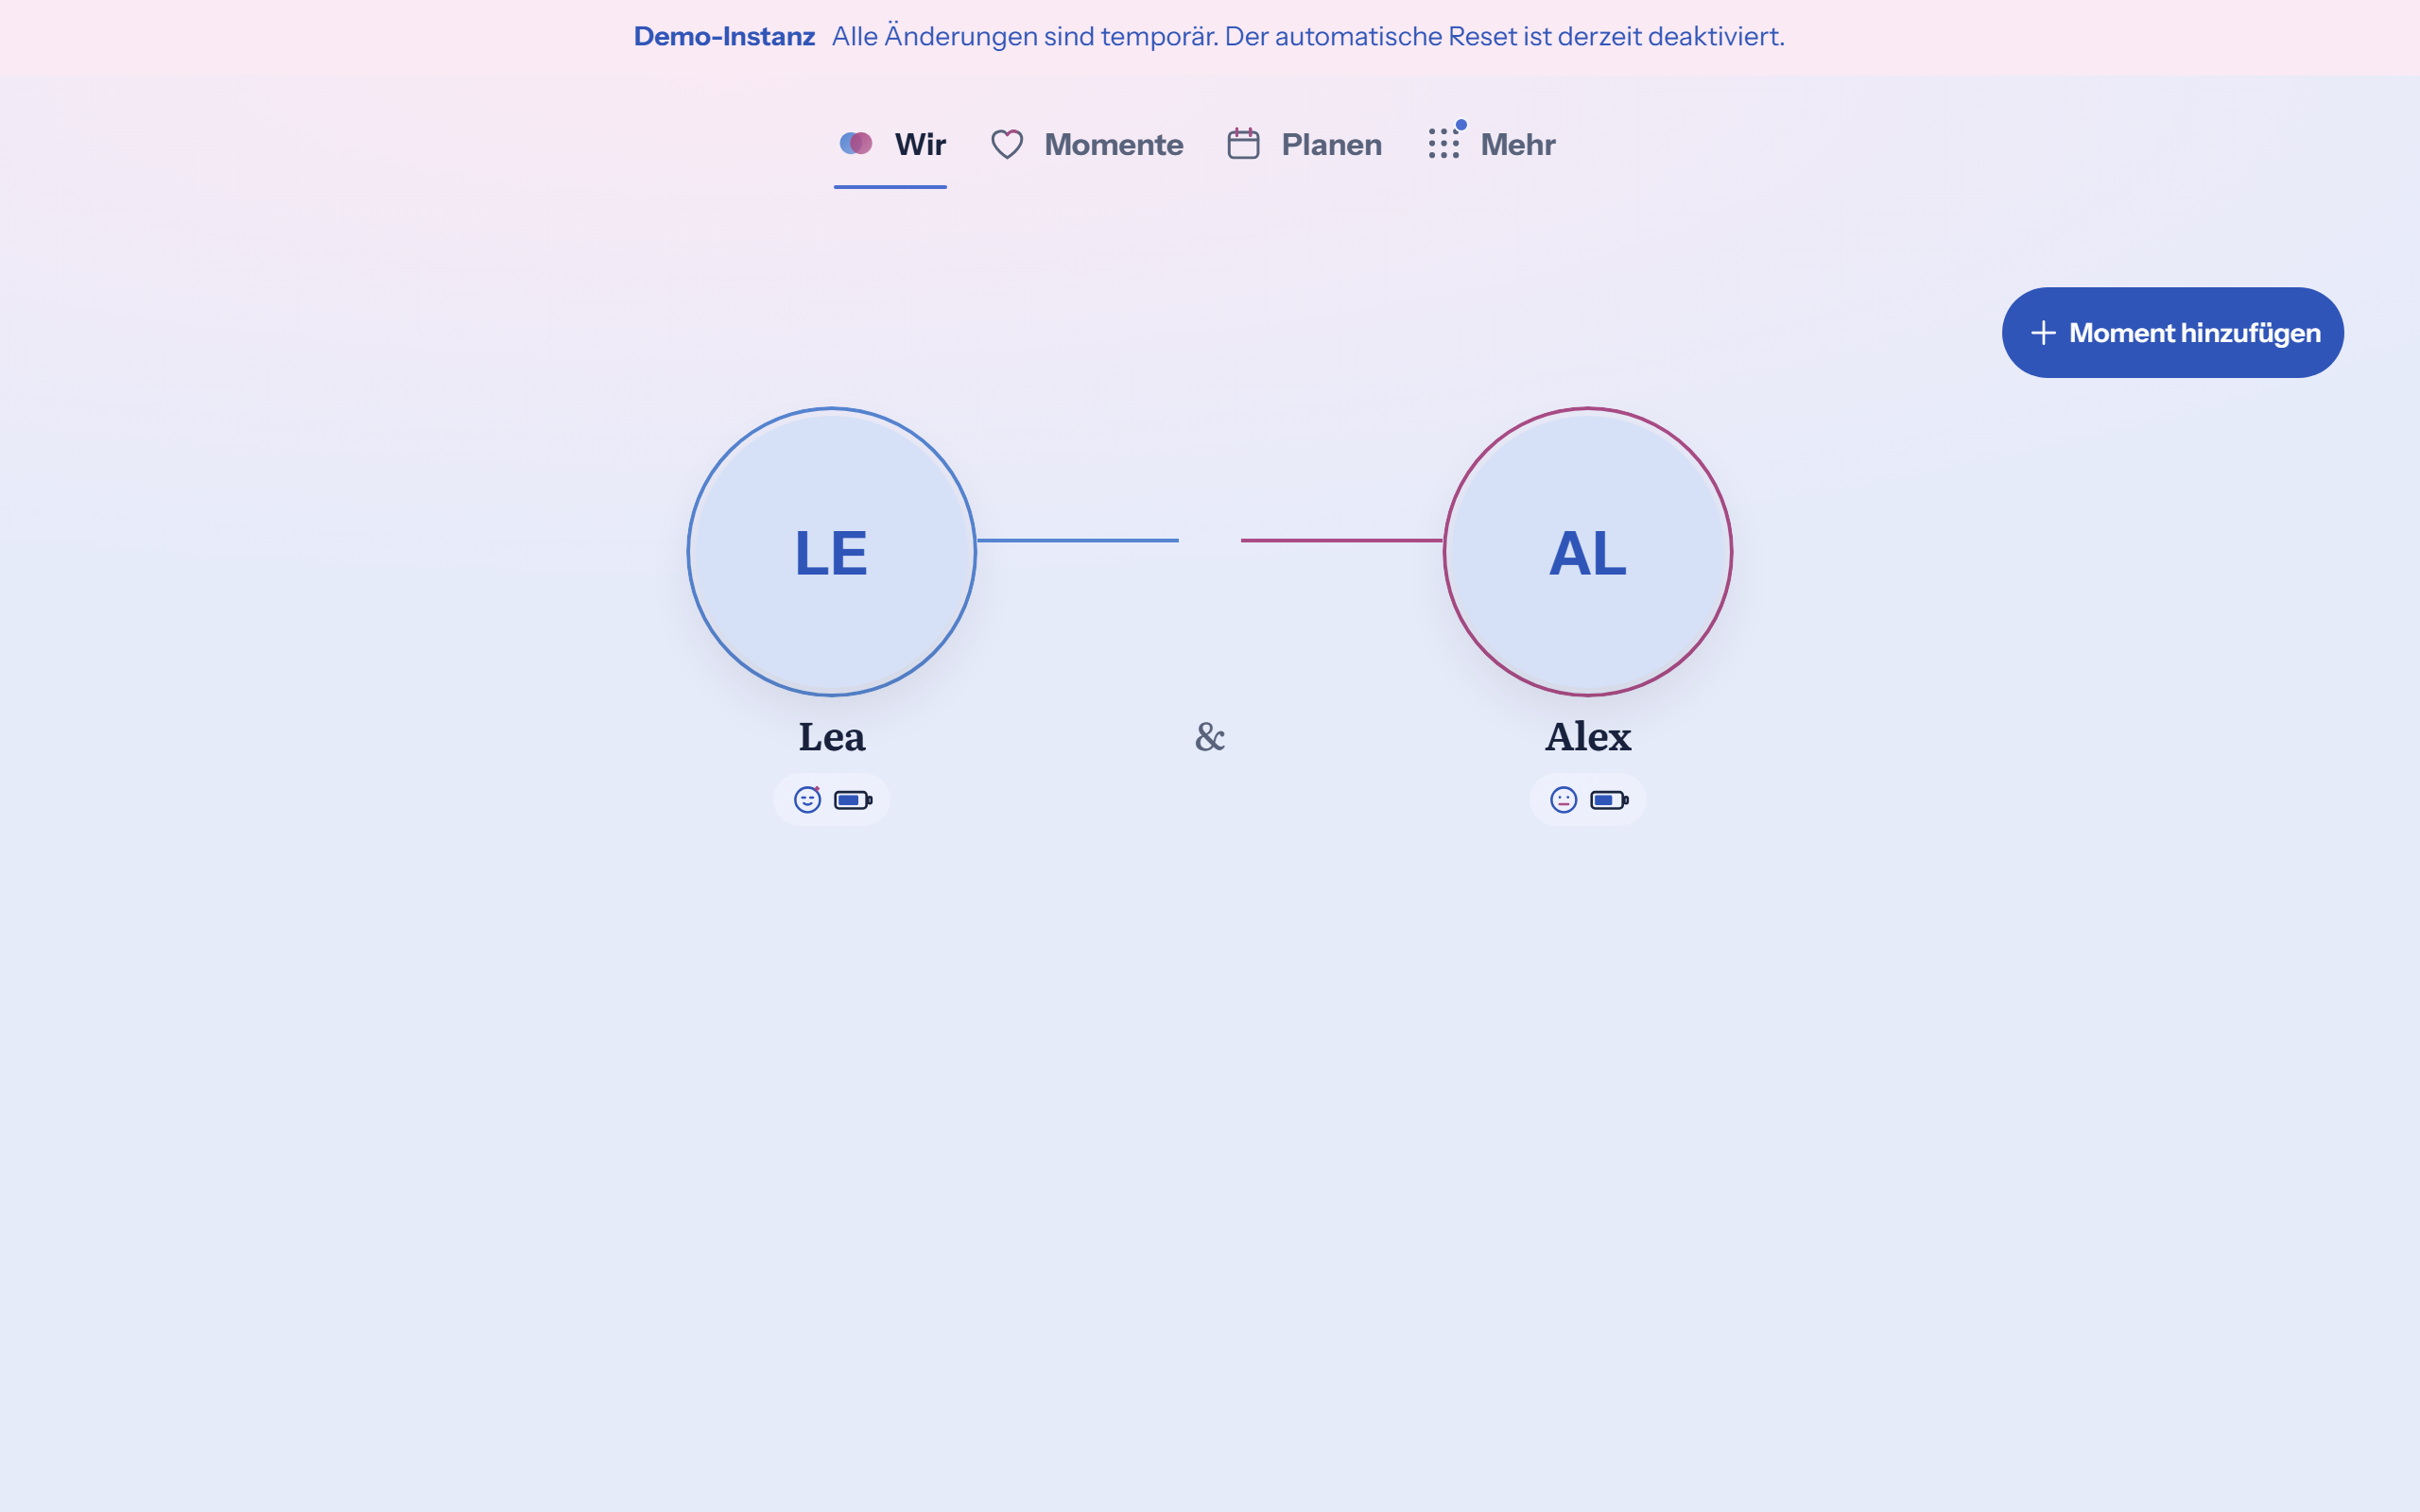 Demo-Instanz Alle Änderungen sind temporär. Der automatische Reset ist derzeit deaktiviert.
Wir Momente Planen Mehr
Moment hinzufügen
LE AL
Lea & Alex